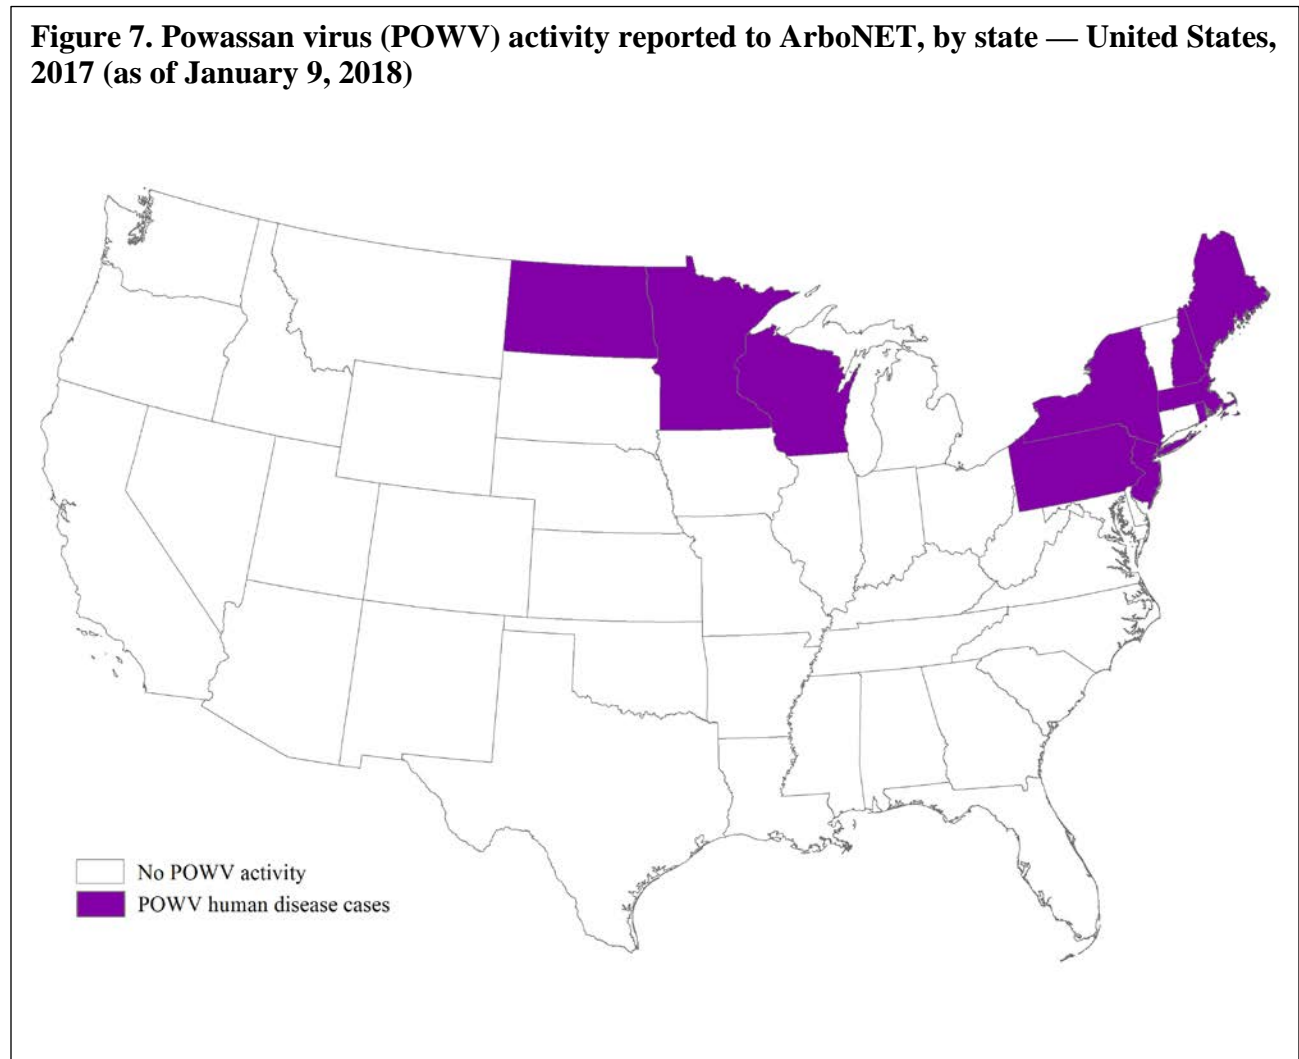 Figure 7. Powassan virus (POWV) activity reported to ArboNET, by state — United States,
2017 (as of January 9, 2018)
No POWV activity
POWV human disease cases